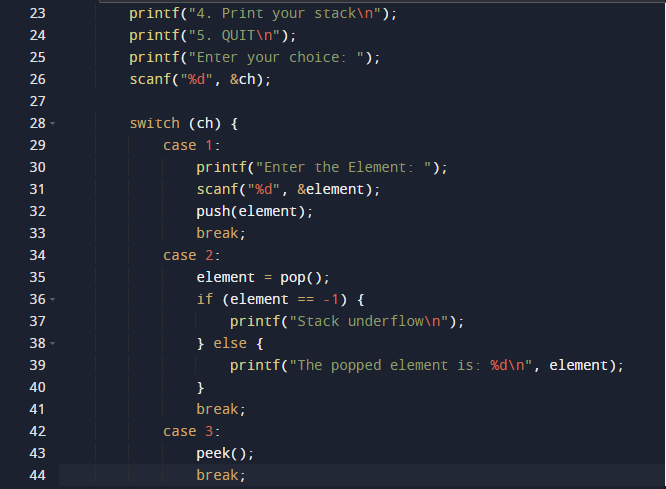 23 printf("4. Print your stack\n");
24 printf("5. QUIT\n");
25 printf("Enter your choice: ");
26 scanf("%d", &ch);
27
28 switch (ch) {
29 case 1:
30 printf("Enter the Element: ");
31 scanf("%d", &element);
32 push(element);
33 break;
34 case 2:
35 element = pop();
36 if (element == -1) {
37 printf("Stack underflow\n");
38 } else {
39 printf("The popped element is: %d\n", element);
40 }
41 break;
42 case 3:
43 peek();
44 break;